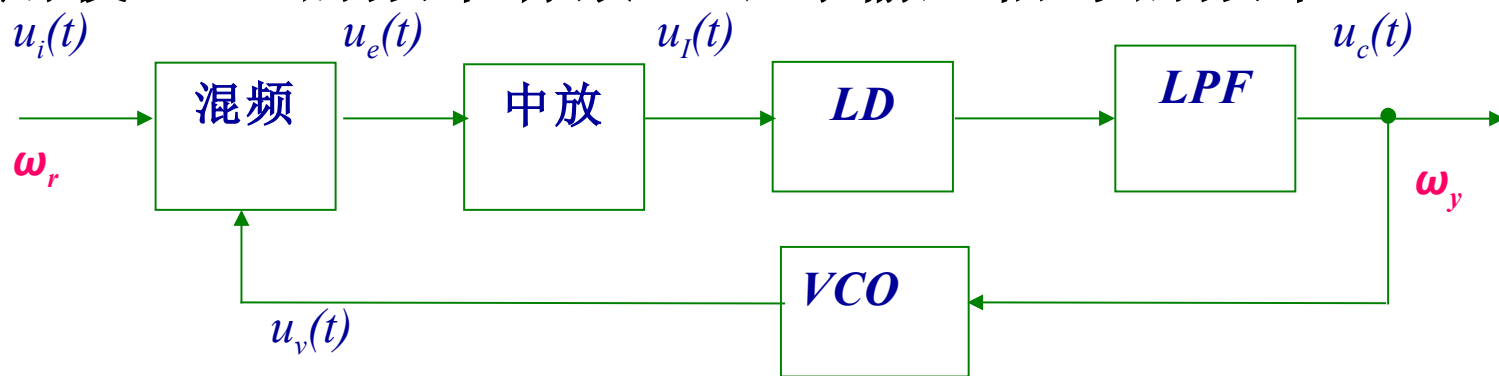 u_i(t) u_e(t) u_I(t) u_c(t)
混频 中放 LD LPF
ω_r ω_y
VCO
u_v(t)